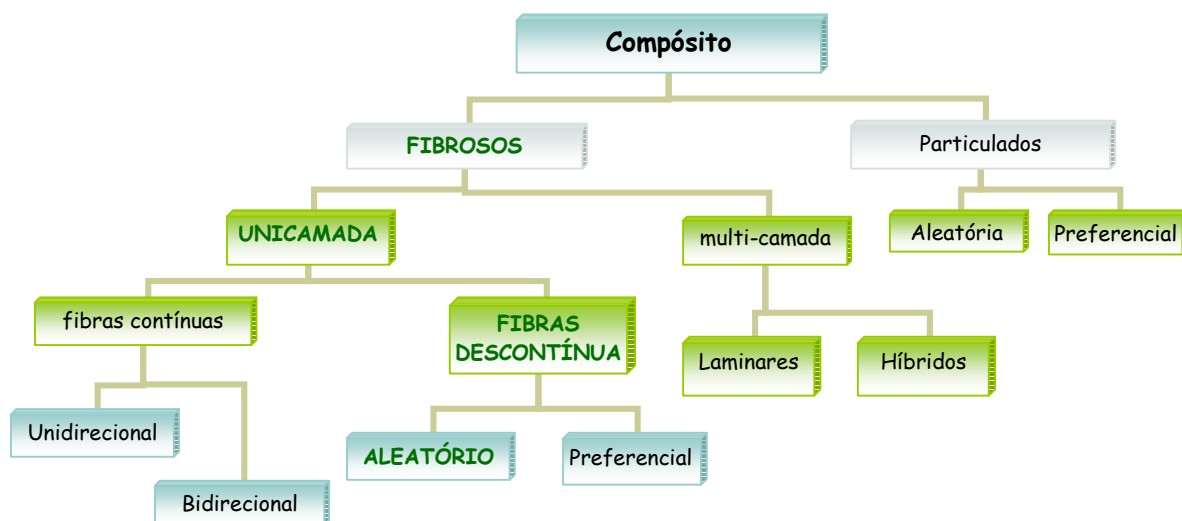 Compósito
FIBROSOS
Particulados
UNICAMADA
multi-camada
Aleatória
Preferencial
fibras contínuas
FIBRAS
DESCONTÍNUA
Laminares
Híbridos
Unidirecional
ALEATÓRIO
Preferencial
Bidirecional